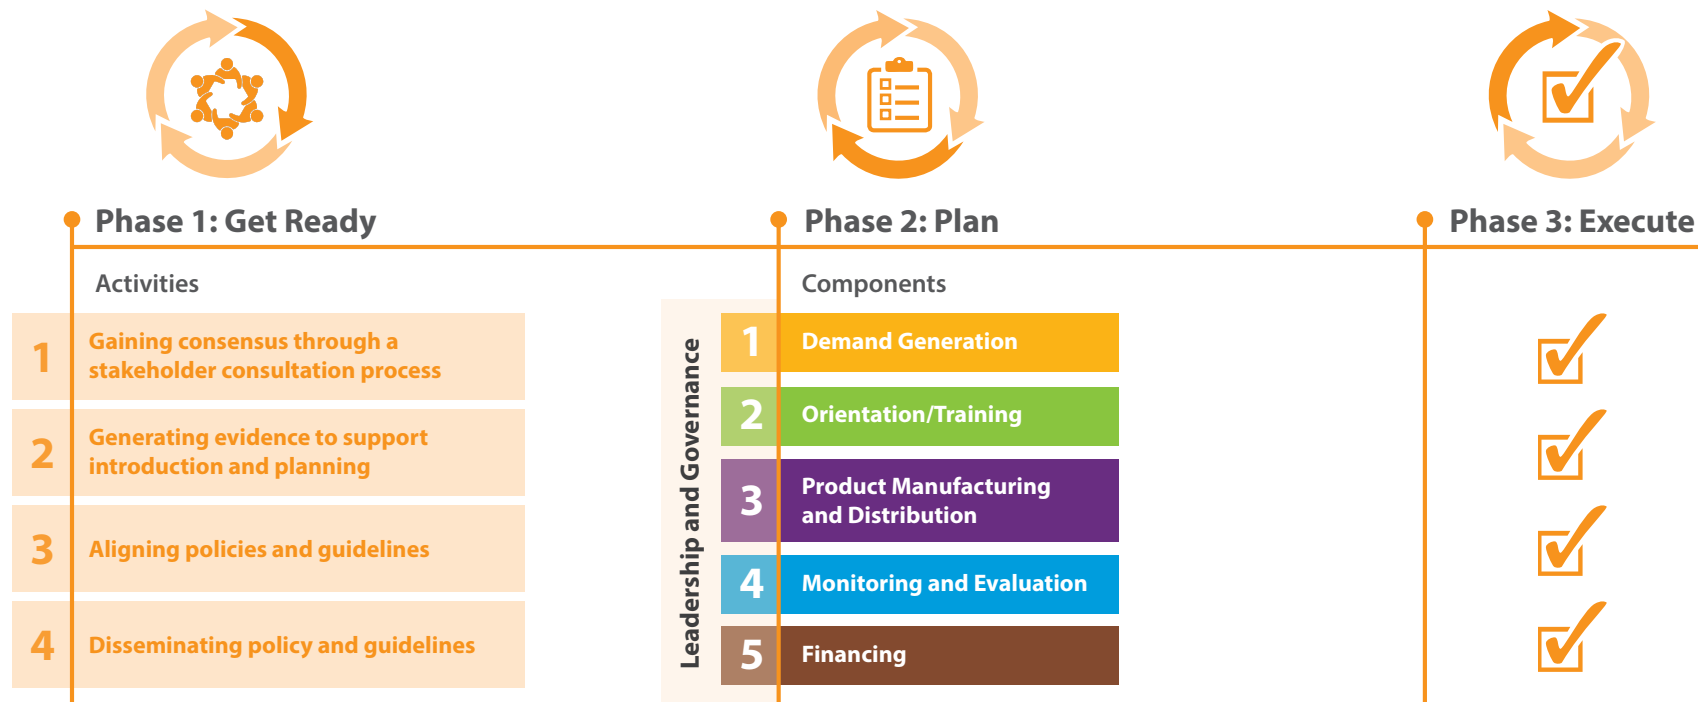 Phase 1: Get Ready
Activities
1
Gaining consensus through a
stakeholder consultation process
2
Generating evidence to support
introduction and planning
3
Aligning policies and guidelines
4
Disseminating policy and guidelines
Phase 2: Plan
Components
Leadership and Governance
1
Demand Generation
2
Orientation/Training
3
Product Manufacturing
and Distribution
4
Monitoring and Evaluation
5
Financing
Phase 3: Execute